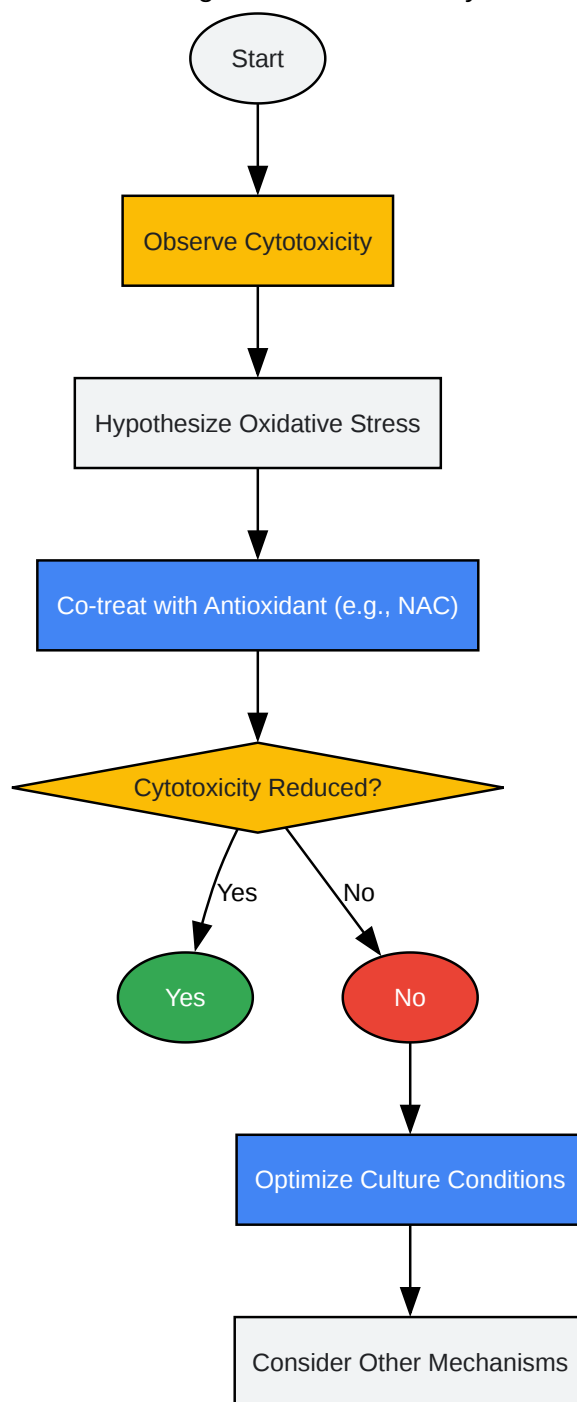 Start
Observe Cytotoxicity
Hypothesize Oxidative Stress
Co-treat with Antioxidant (e.g., NAC)
Cytotoxicity Reduced?
Yes
No
Yes
No
Optimize Culture Conditions
Consider Other Mechanisms